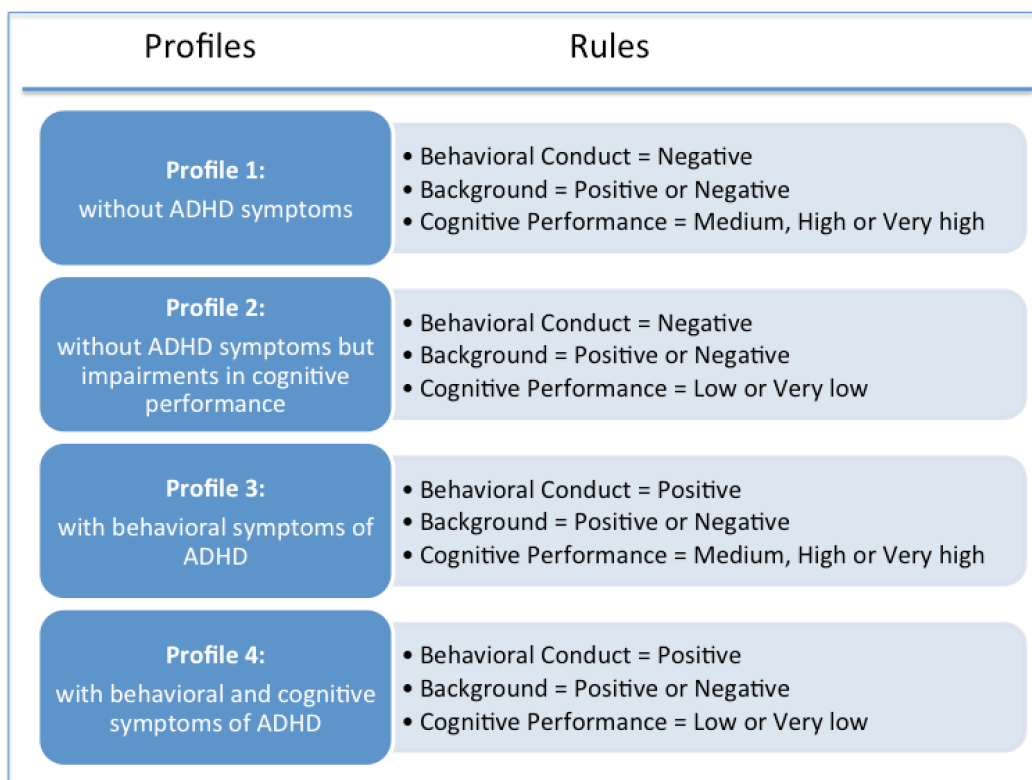 Profiles
Rules
Profile 1:
without ADHD symptoms
• Behavioral Conduct = Negative
• Background = Positive or Negative
• Cognitive Performance = Medium, High or Very high
Profile 2:
without ADHD symptoms but
impairments in cognitive
performance
• Behavioral Conduct = Negative
• Background = Positive or Negative
• Cognitive Performance = Low or Very low
Profile 3:
with behavioral symptoms of
ADHD
• Behavioral Conduct = Positive
• Background = Positive or Negative
• Cognitive Performance = Medium, High or Very high
Profile 4:
with behavioral and cognitive
symptoms of ADHD
• Behavioral Conduct = Positive
• Background = Positive or Negative
• Cognitive Performance = Low or Very low